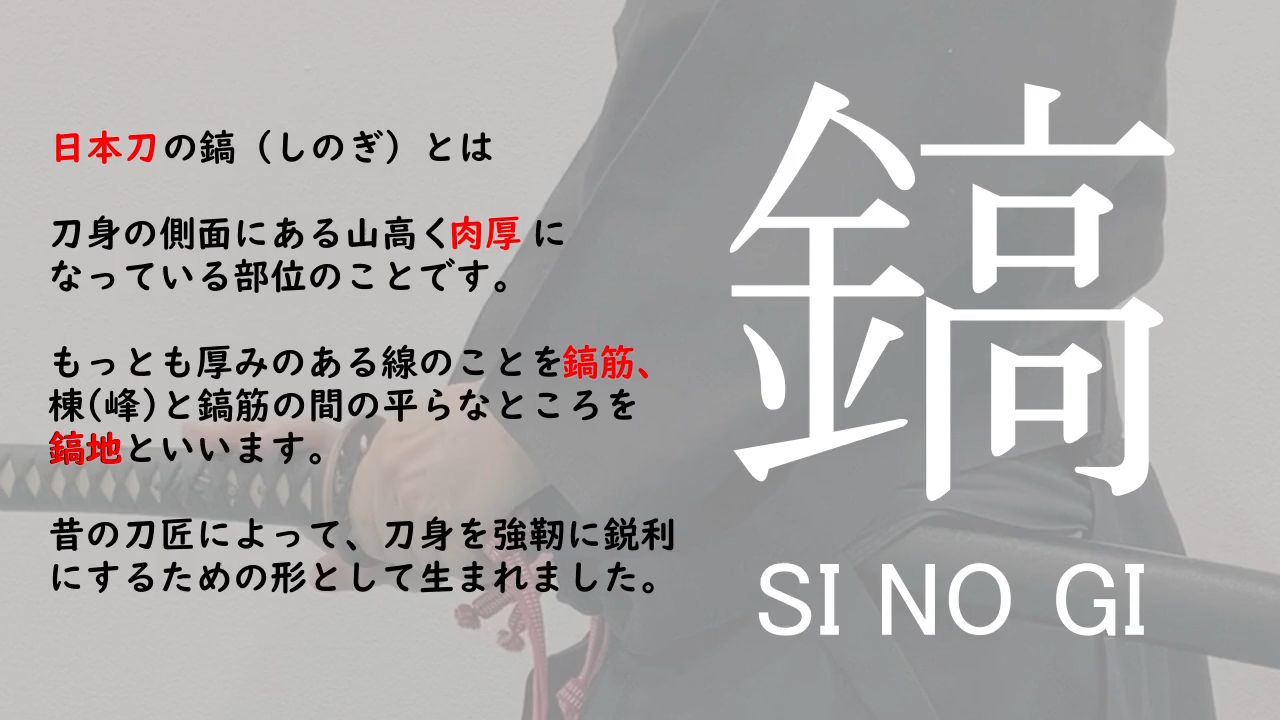 日本刀の鎬（しのぎ）とは
刀身の側面にある山高く肉厚 に
なっている部位のことです。
もっとも厚みのある線のことを鎬筋、
棟(峰)と鎬筋の間の平らなところを
鎬地といいます。
昔の刀匠によって、刀身を強靭に鋭利
にするための形として生まれました。
鎬
SI NO GI